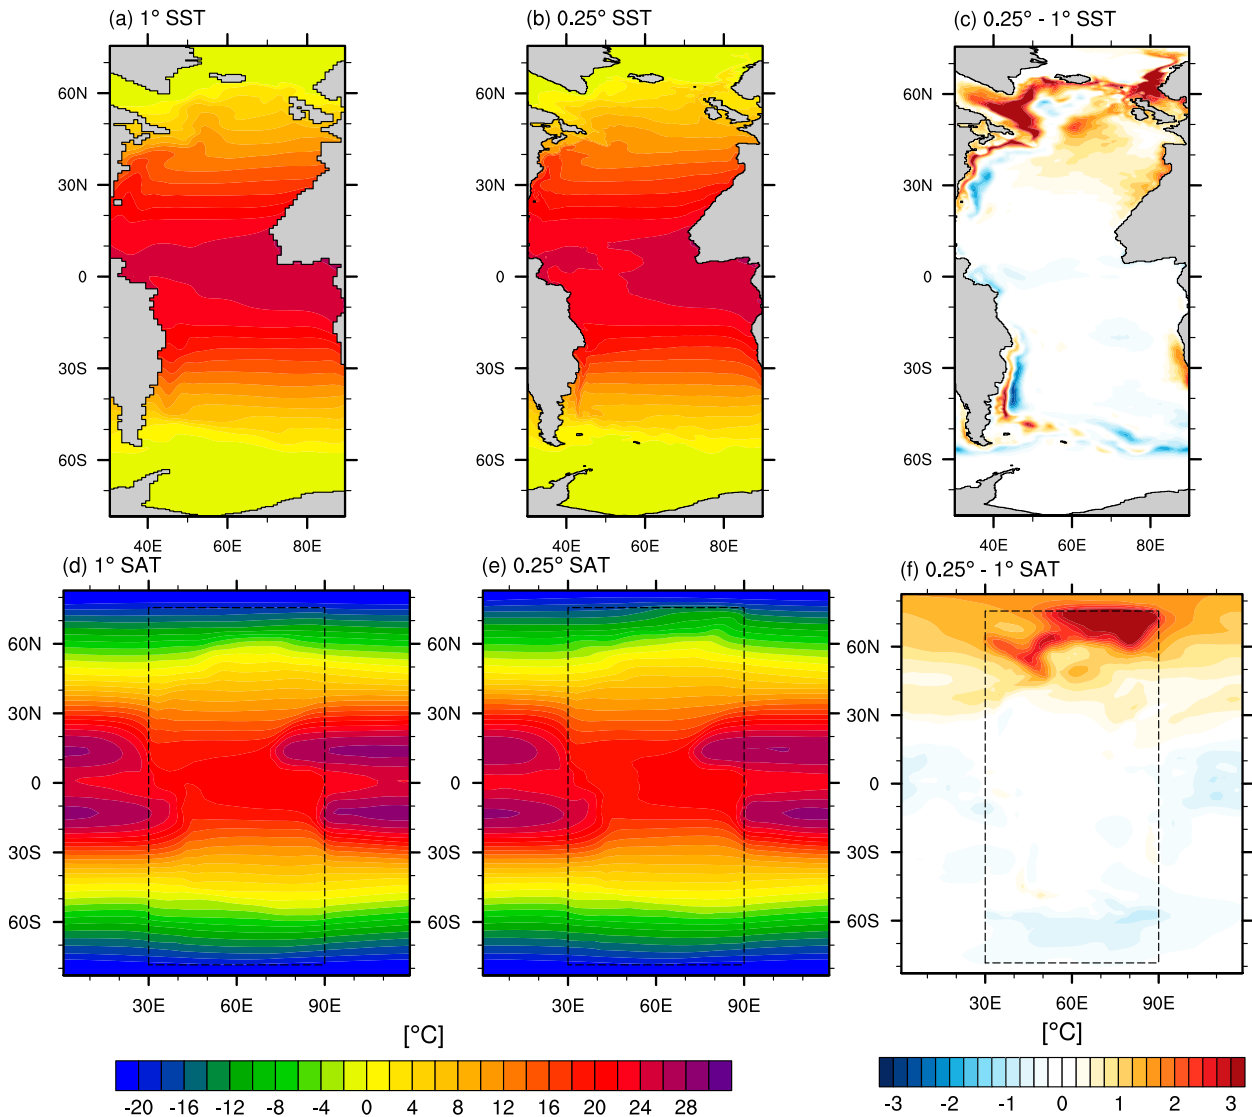 (a) 1° SST
(b) 0.25° SST
(c) 0.25° - 1° SST
60N
30N
0
30S
60S
40E 60E 80E
60N
30N
0
30S
60S
40E 60E 80E
60N
30N
0
30S
60S
40E 60E 80E
(d) 1° SAT
(e) 0.25° SAT
(f) 0.25° - 1° SAT
60N
30N
0
30S
60S
30E 60E 90E
60N
30N
0
30S
60S
30E 60E 90E
60N
30N
0
30S
60S
30E 60E 90E
[°C]
[°C]
-20 -16 -12 -8 -4 0 4 8 12 16 20 24 28
-3 -2 -1 0 1 2 3